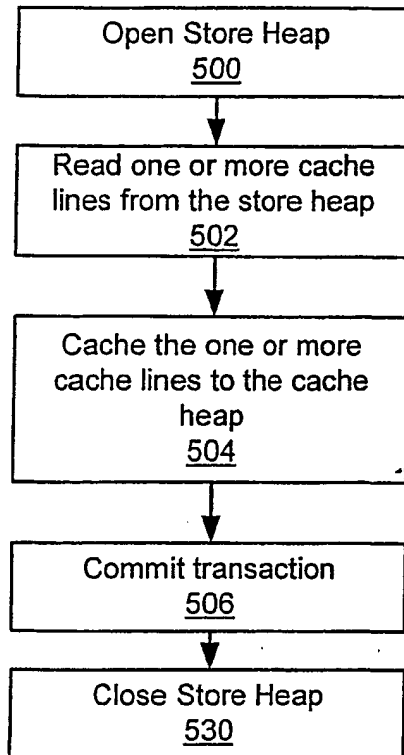 Open Store Heap
500
Read one or more cache
lines from the store heap
502
Cache the one or more
cache lines to the cache
heap
504
Commit transaction
506
Close Store Heap
530